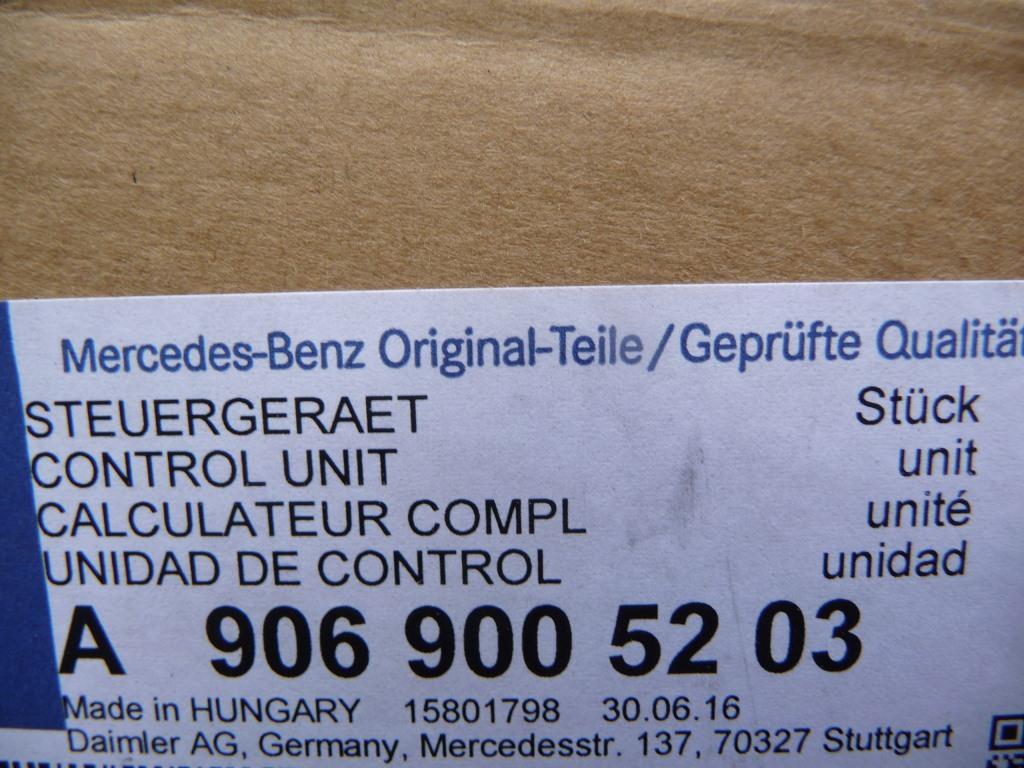 Mercedes-Benz Original-Teile/Geprüfte Qualität
STEUERGERAET Stück
CONTROL UNIT unit
CALCULATEUR COMPL unité
UNIDAD DE CONTROL unidad
A 906 900 52 03
Made in HUNGARY 15801798 30.06.16
Daimler AG, Germany, Mercedesstr. 137, 70327 Stuttgart